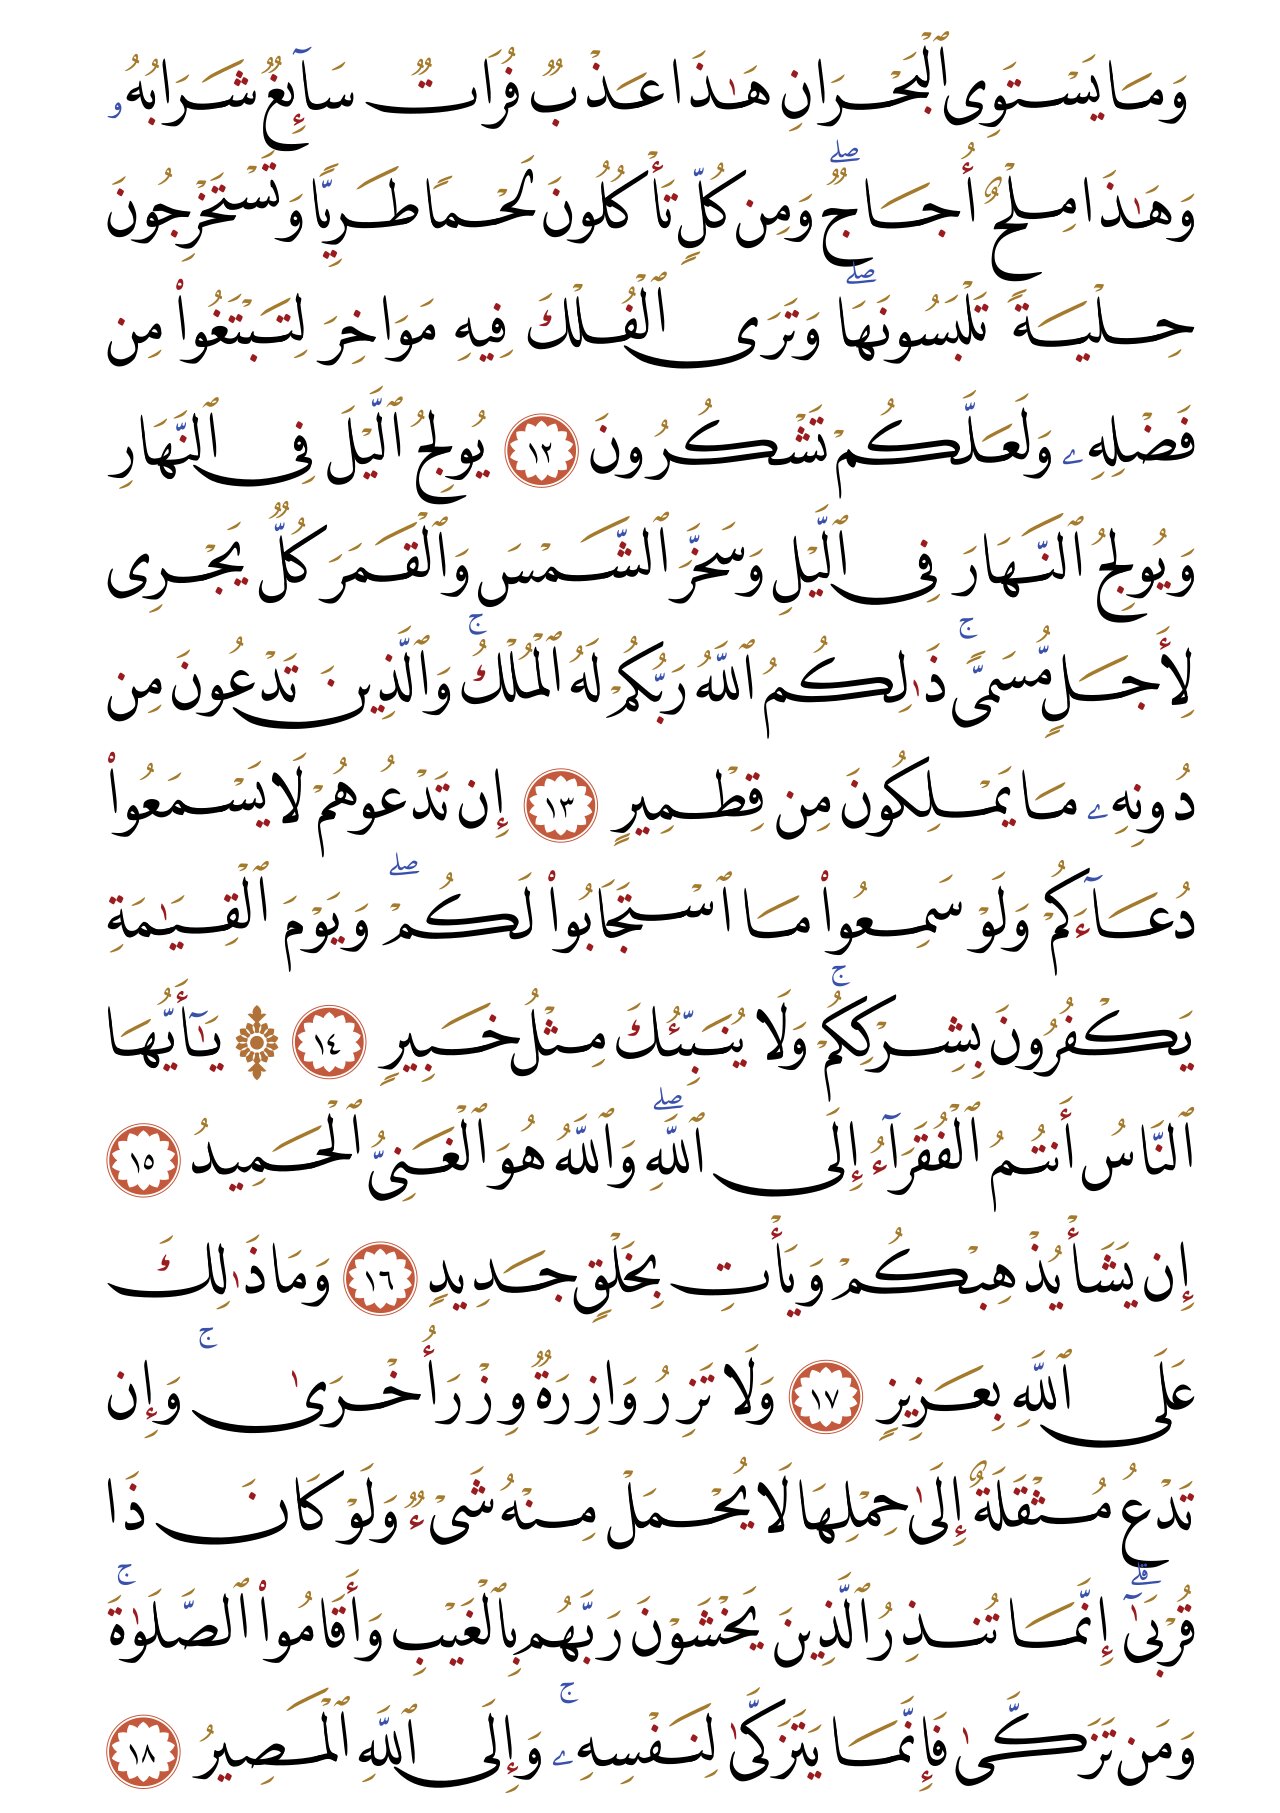 وَمَا يَسْتَوِى ٱلْبَحْرَانِ هَـٰذَا عَذْبٌ فُرَاتٌ سَآئِغٌ شَرَابُهُۥ
وَهَـٰذَا مِلْحٌ أُجَاجٌ ۖ وَمِن كُلٍّ تَأْكُلُونَ لَحْمًا طَرِيًّا وَتَسْتَخْرِجُونَ
حِلْيَةً تَلْبَسُونَهَا ۖ وَتَرَى ٱلْفُلْكَ فِيهِ مَوَاخِرَ لِتَبْتَغُوا۟ مِن
فَضْلِهِۦ وَلَعَلَّكُمْ تَشْكُرُونَ ١٢ يُولِجُ ٱلَّيْلَ فِى ٱلنَّهَارِ
وَيُولِجُ ٱلنَّهَارَ فِى ٱلَّيْلِ وَسَخَّرَ ٱلشَّمْسَ وَٱلْقَمَرَ كُلٌّ يَجْرِى
لِأَجَلٍ مُّسَمًّى ۚ ذَٰلِكُمُ ٱللَّهُ رَبُّكُمْ لَهُ ٱلْمُلْكُ ۚ وَٱلَّذِينَ تَدْعُونَ مِن
دُونِهِۦ مَا يَمْلِكُونَ مِن قِطْمِيرٍ ١٣ إِن تَدْعُوهُمْ لَا يَسْمَعُوا۟
دُعَآءَكُمْ وَلَوْ سَمِعُوا۟ مَا ٱسْتَجَابُوا۟ لَكُمْ ۖ وَيَوْمَ ٱلْقِيَـٰمَةِ
يَكْفُرُونَ بِشِرْكِكُمْ ۚ وَلَا يُنَبِّئُكَ مِثْلُ خَبِيرٍ ١٤ ۞ يَـٰٓأَيُّهَا
ٱلنَّاسُ أَنتُمُ ٱلْفُقَرَآءُ إِلَى ٱللَّهِ ۖ وَٱللَّهُ هُوَ ٱلْغَنِىُّ ٱلْحَمِيدُ ١٥
إِن يَشَأْ يُذْهِبْكُمْ وَيَأْتِ بِخَلْقٍ جَدِيدٍ ١٦ وَمَا ذَٰلِكَ
عَلَى ٱللَّهِ بِعَزِيزٍ ١٧ وَلَا تَزِرُ وَازِرَةٌ وِزْرَ أُخْرَىٰ ۚ وَإِن
تَدْعُ مُثْقَلَةٌ إِلَىٰ حِمْلِهَا لَا يُحْمَلْ مِنْهُ شَىْءٌ وَلَوْ كَانَ ذَا
قُرْبَىٰٓ ۗ إِنَّمَا تُنذِرُ ٱلَّذِينَ يَخْشَوْنَ رَبَّهُم بِٱلْغَيْبِ وَأَقَامُوا۟ ٱلصَّلَوٰةَ ۚ
وَمَن تَزَكَّىٰ فَإِنَّمَا يَتَزَكَّىٰ لِنَفْسِهِۦ ۚ وَإِلَى ٱللَّهِ ٱلْمَصِيرُ ١٨